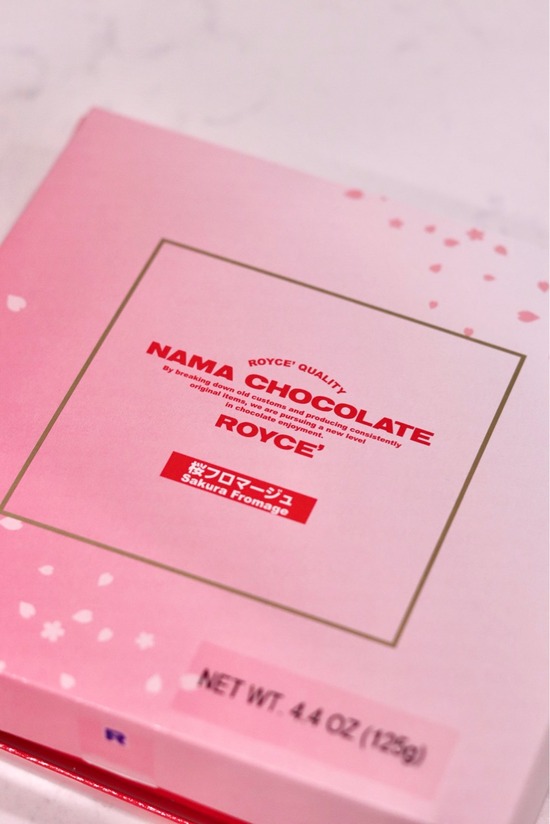 ROYCE' QUALITY
NAMA CHOCOLATE
By breaking down old customs and producing consistently
original items, we are pursuing a new level
in chocolate enjoyment.
ROYCE'
桜フロマージュ
Sakura Fromage
NET WT. 4.4 OZ (125g)
R